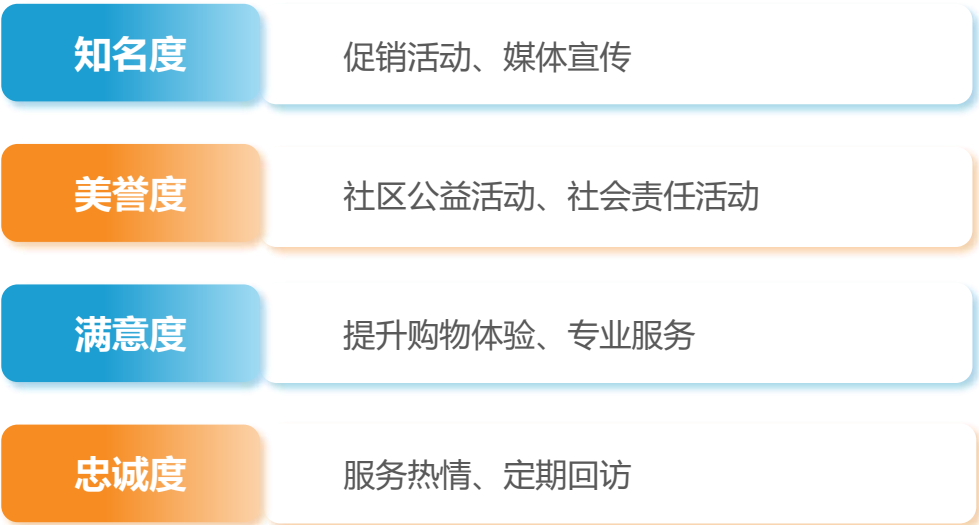 知名度
促销活动、媒体宣传
美誉度
社区公益活动、社会责任活动
满意度
提升购物体验、专业服务
忠诚度
服务热情、定期回访